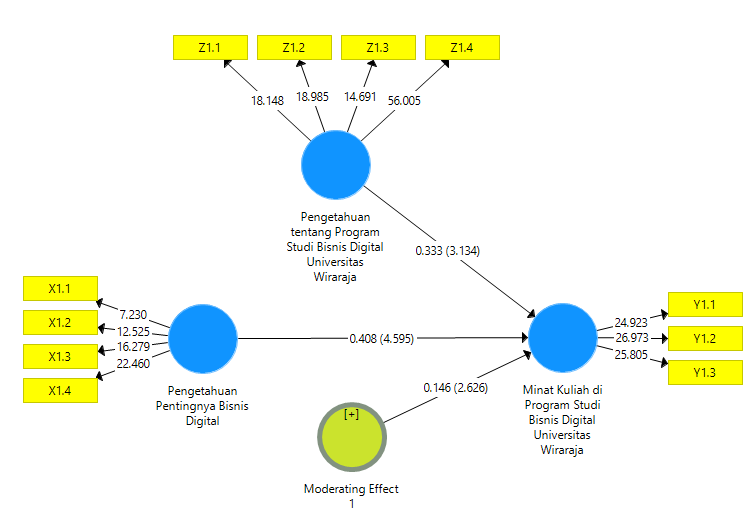 Z1.1
Z1.2
Z1.3
Z1.4
18.148
18.985
14.691
56.005
Pengetahuan
tentang Program
Studi Bisnis Digital
Universitas
Wiraraja
0.333 (3.134)
X1.1
X1.2
X1.3
X1.4
7.230
12.525
16.279
22.460
Pengetahuan
Pentingnya Bisnis
Digital
0.408 (4.595)
24.923
26.973
25.805
Y1.1
Y1.2
Y1.3
Minat Kuliah di
Program Studi
Bisnis Digital
Universitas
Wiraraja
0.146 (2.626)
[+]
Moderating Effect
1